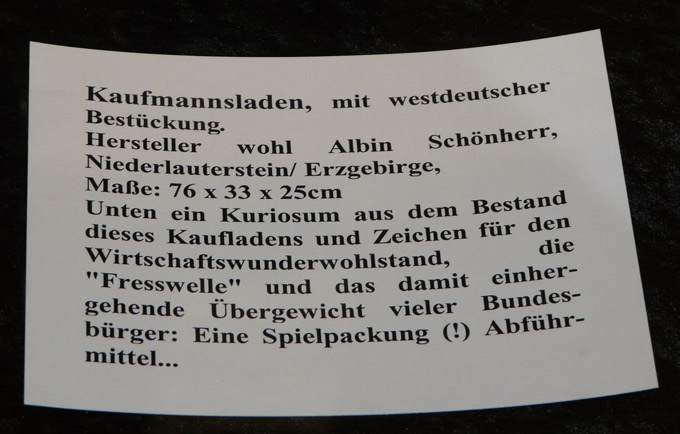 Kaufmannsladen, mit westdeutscher
Bestückung.
Hersteller wohl Albin Schönherr,
Niederlauterstein/ Erzgebirge,
Maße: 76 x 33 x 25cm
Unten ein Kuriosum aus dem Bestand
dieses Kaufladens und Zeichen für den
Wirtschaftswunderwohlstand, die
"Fresswelle" und das damit einher-
gehende Übergewicht vieler Bundes-
bürger: Eine Spielpackung (!) Abführ-
mittel...